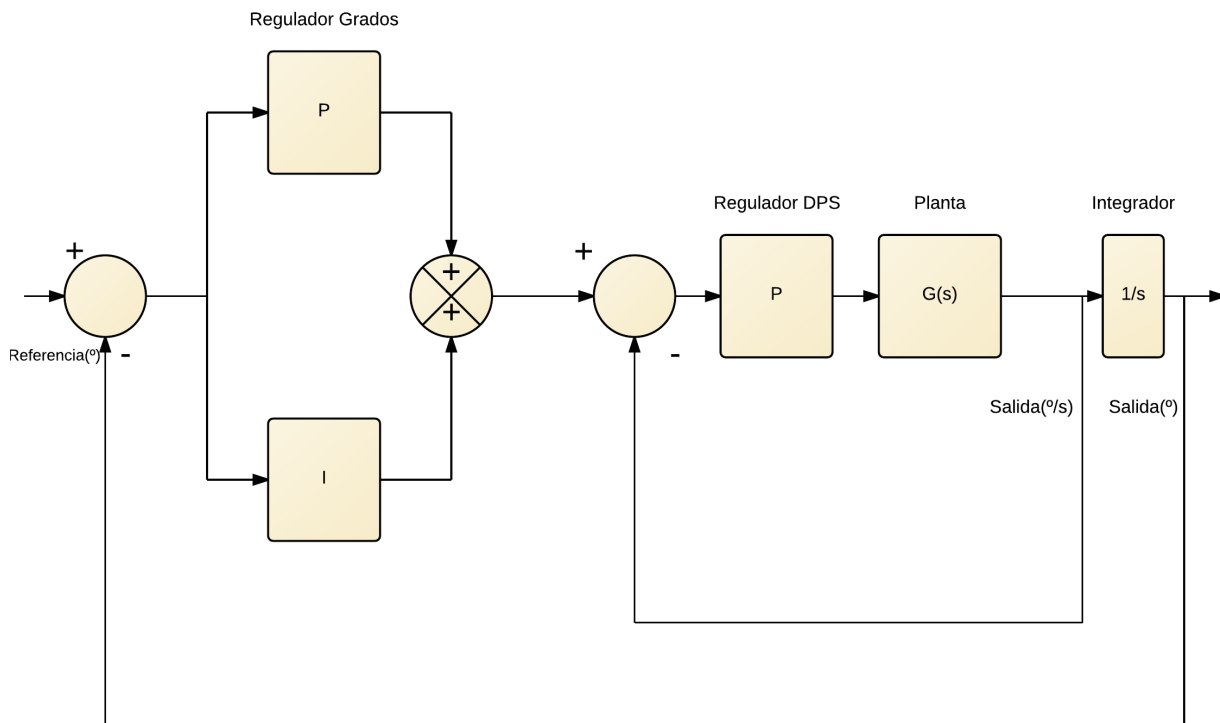 Regulador Grados
P
Regulador DPS
Planta
Integrador
+
+
+
+
P
G(s)
1/s
Referencia(º)
-
-
Salida(º/s)
Salida(º)
I